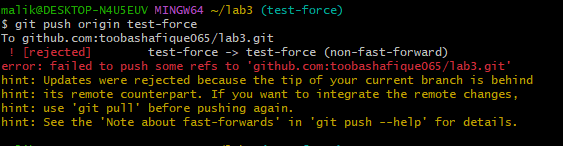 malik@DESKTOP-N4U5EUV MINGW64 ~/lab3 (test-force)
$ git push origin test-force
To github.com:toobashafique065/lab3.git
 ! [rejected]        test-force -> test-force (non-fast-forward)
error: failed to push some refs to 'github.com:toobashafique065/lab3.git'
hint: Updates were rejected because the tip of your current branch is behind
hint: its remote counterpart. If you want to integrate the remote changes,
hint: use 'git pull' before pushing again.
hint: See the 'Note about fast-forwards' in 'git push --help' for details.